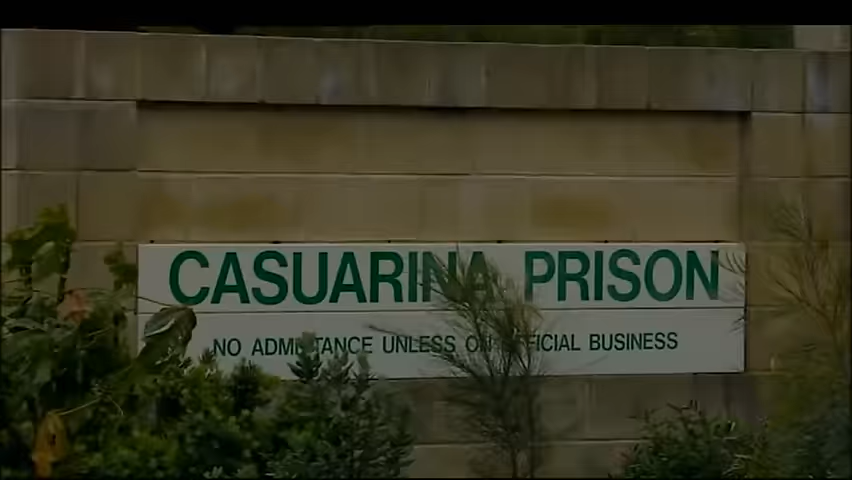 CASUARINA PRISON
NO ADMITTANCE UNLESS ON OFFICIAL BUSINESS